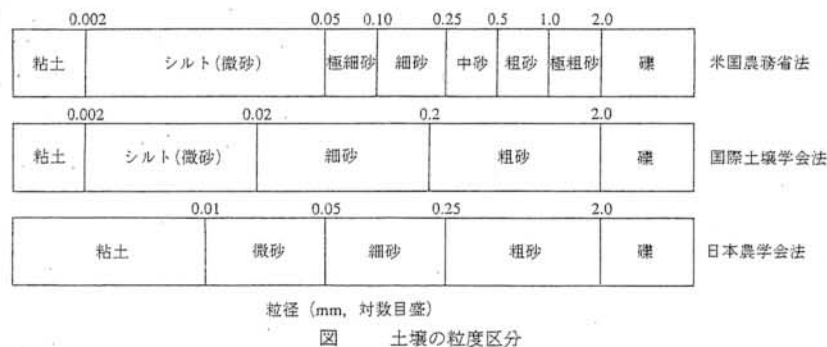 0.002 0.05 0.10 0.25 0.5 1.0 2.0
粘土 シルト(微砂) 極細砂 細砂 中砂 粗砂 極粗砂 礫 米国農務省法
0.002 0.02 0.2 2.0
粘土 シルト(微砂) 細砂 粗砂 礫 国際土壌学会法
0.01 0.05 0.25 2.0
粘土 微砂 細砂 粗砂 礫 日本農学会法
粒径（mm，対数目盛）
図 土壌の粒度区分